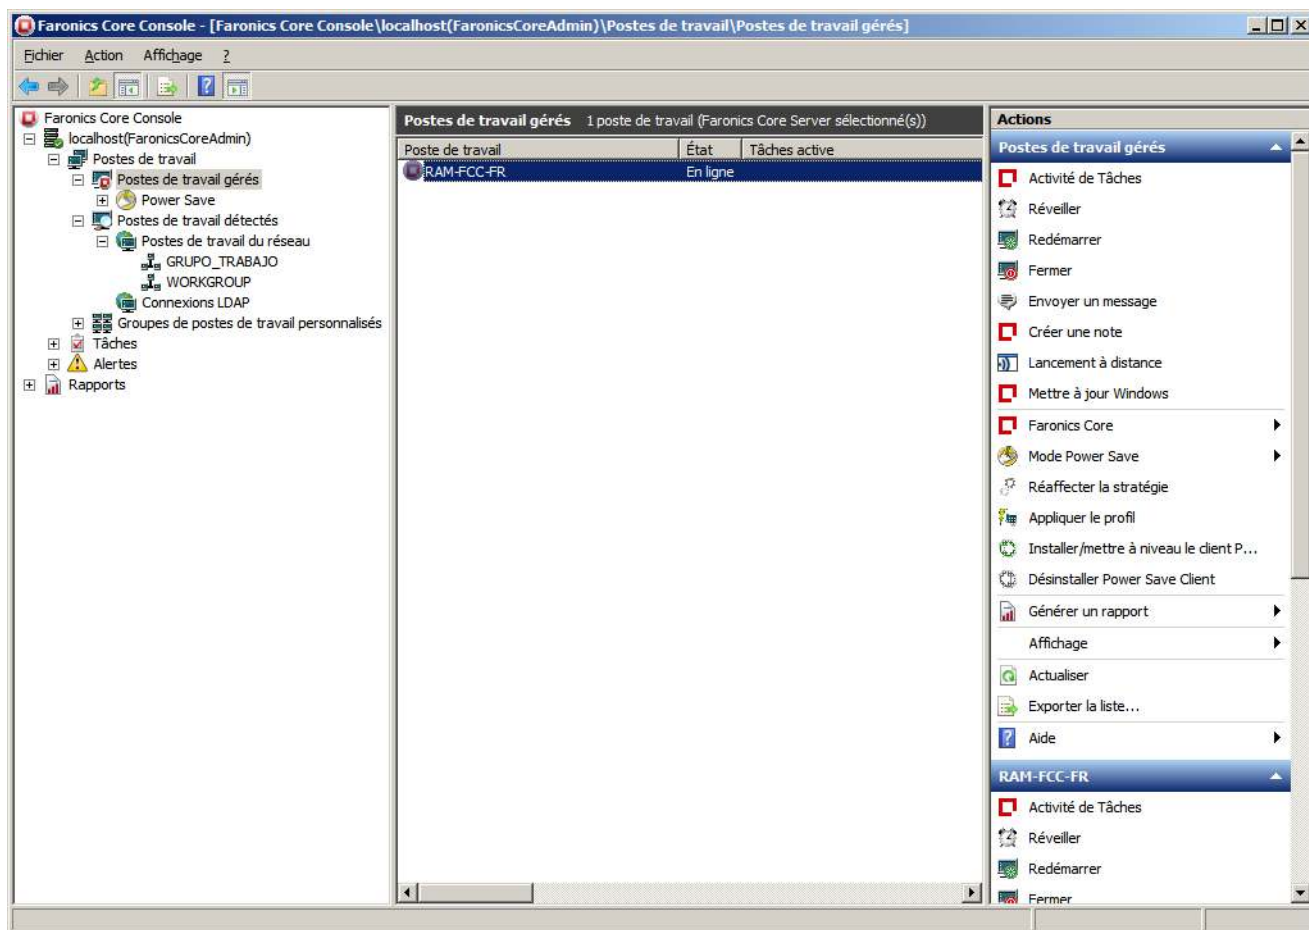 Faronics Core Console - [Faronics Core Console\localhost(FaronicsCoreAdmin)\Postes de travail\Postes de travail gérés]
Fichier Action Affichage ?
Faronics Core Console
localhost(FaronicsCoreAdmin)
Postes de travail
Postes de travail gérés
Power Save
Postes de travail détectés
Postes de travail du réseau
GRUPO_TRABAJO
WORKGROUP
Connexions LDAP
Groupes de postes de travail personnalisés
Tâches
Alertes
Rapports
Postes de travail gérés 1 poste de travail (Faronics Core Server sélectionné(s))
Poste de travail État Tâches active
RAM-FCC-FR En ligne
Actions
Postes de travail gérés
Activité de Tâches
Réveiller
Redémarrer
Fermer
Envoyer un message
Créer une note
Lancement à distance
Mettre à jour Windows
Faronics Core
Mode Power Save
Réaffecter la stratégie
Appliquer le profil
Installer/mettre à niveau le client P...
Désinstaller Power Save Client
Générer un rapport
Affichage
Actualiser
Exporter la liste...
Aide
RAM-FCC-FR
Activité de Tâches
Réveiller
Redémarrer
Fermer